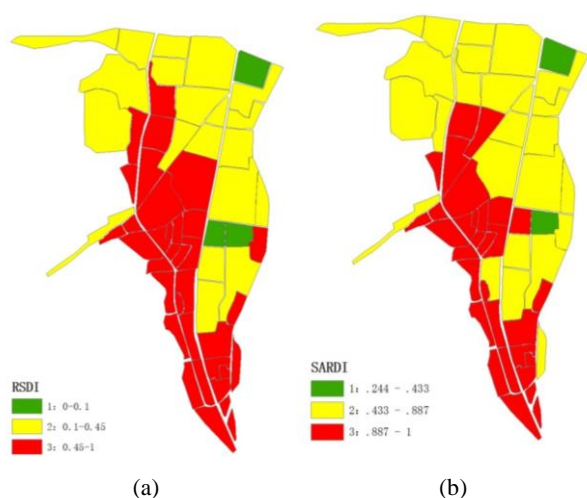 RSDI
1: 0-0.1
2: 0.1-0.45
3: 0.45-1
(a)
SARDI
1: .244 - .433
2: .433 - .887
3: .887 - 1
(b)